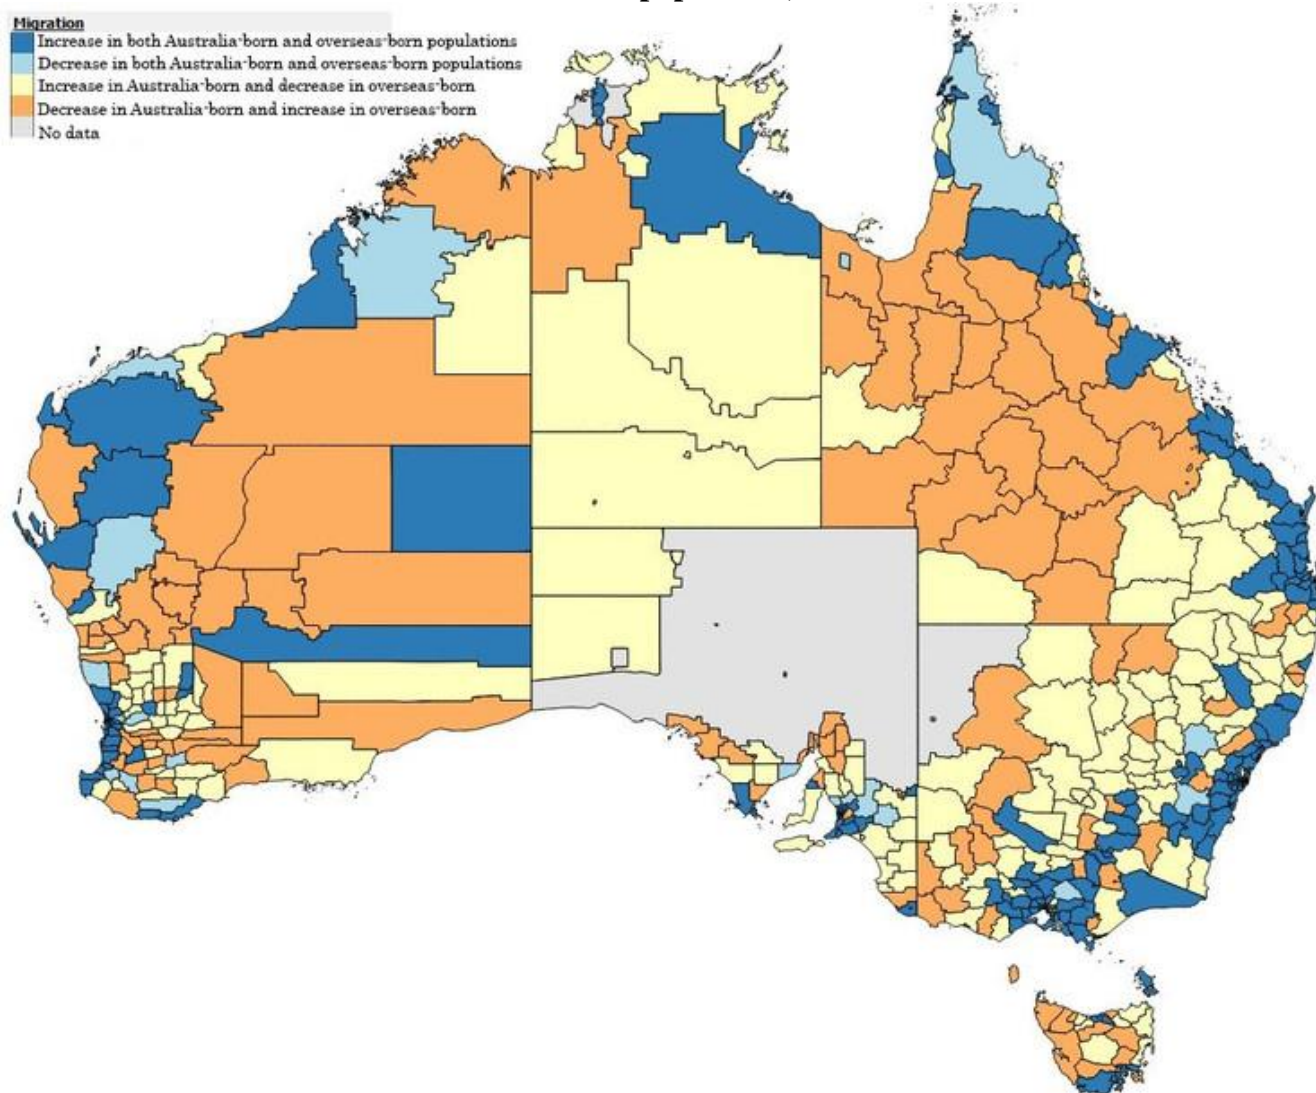 Migration
Increase in both Australia-born and overseas-born populations
Decrease in both Australia-born and overseas-born populations
Increase in Australia-born and decrease in overseas-born
Decrease in Australia-born and increase in overseas-born
No data